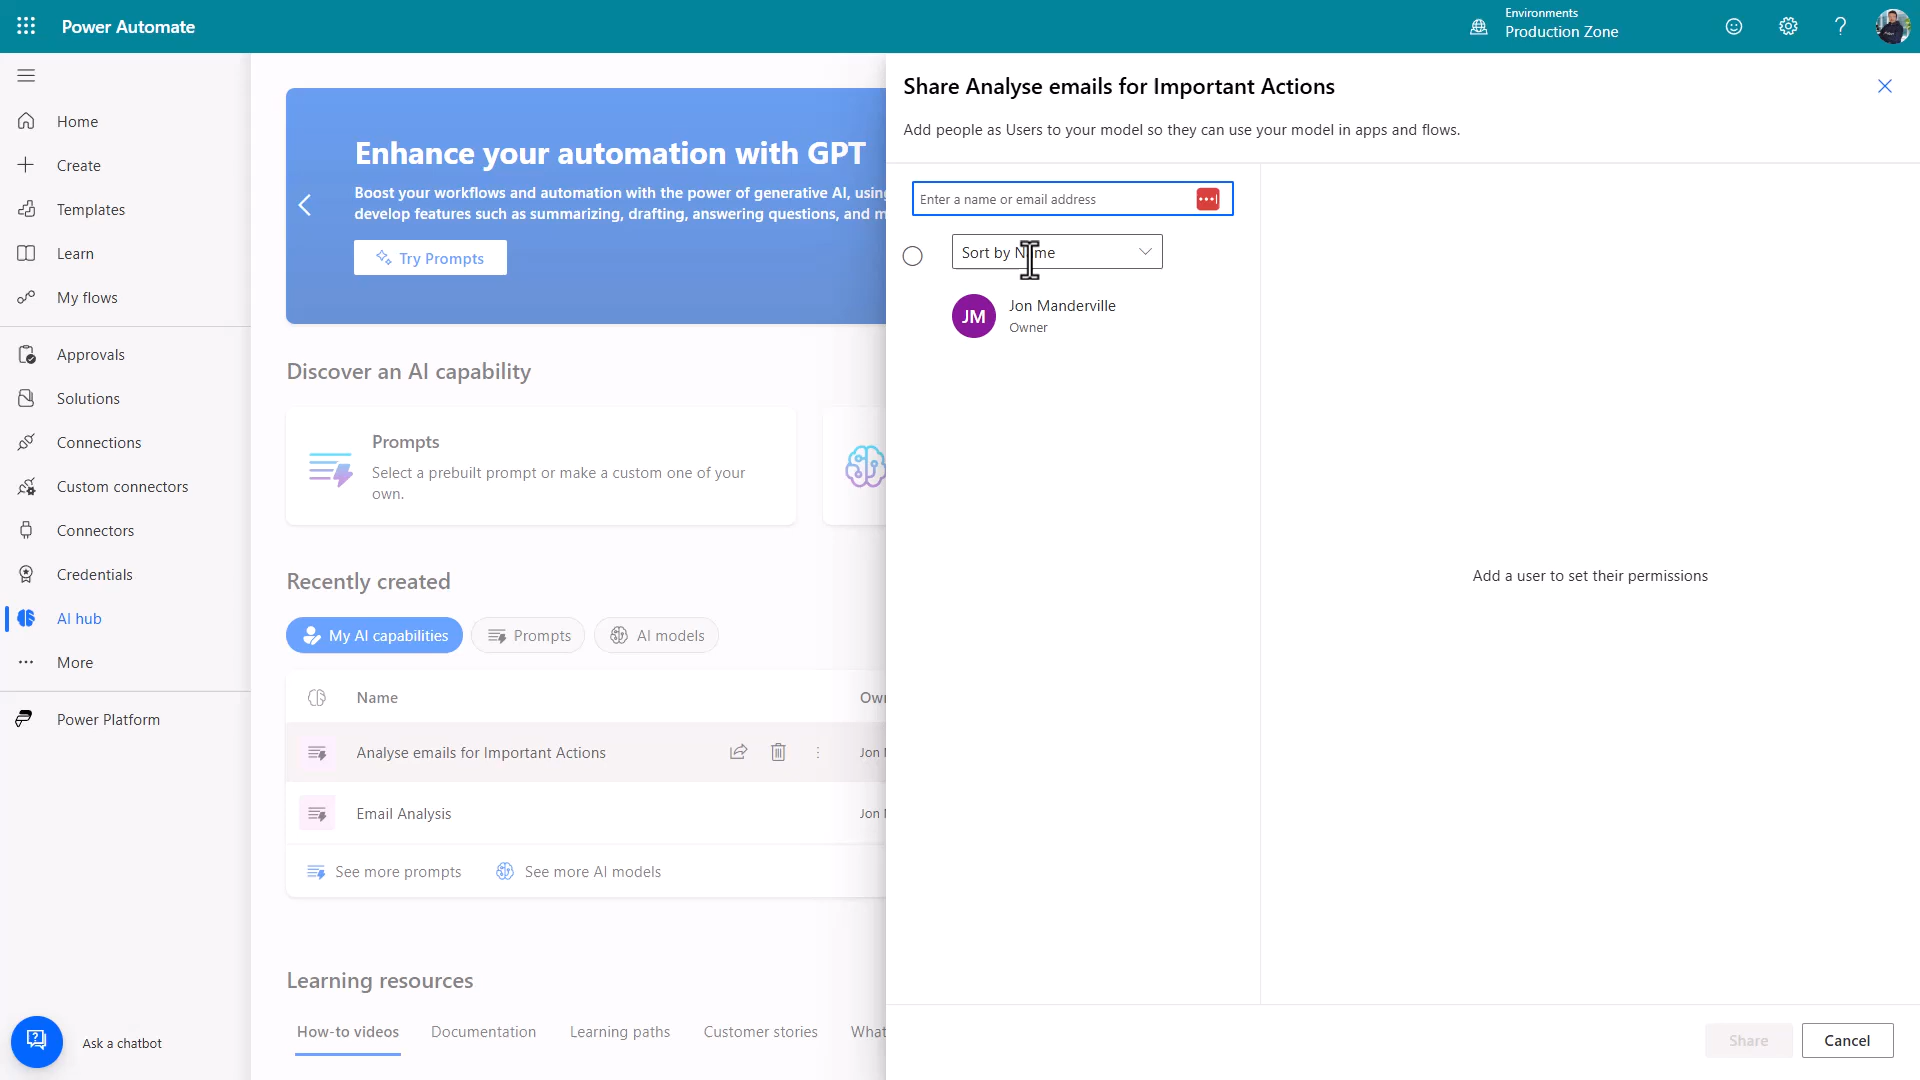 Power Automate
Environments
Production Zone
Home
Create
Templates
Learn
My flows
Approvals
Solutions
Connections
Custom connectors
Connectors
Credentials
AI hub
More
Power Platform
Ask a chatbot
Enhance your automation with GPT
Boost your workflows and automation with the power of generative AI, usin
develop features such as summarizing, drafting, answering questions, and m
Try Prompts
Discover an AI capability
Prompts
Select a prebuilt prompt or make a custom one of your
own.
Recently created
My AI capabilities
Prompts
AI models
Name
Own
Analyse emails for Important Actions
Jon
Email Analysis
Jon
See more prompts
See more AI models
Learning resources
How-to videos
Documentation
Learning paths
Customer stories
What
Share Analyse emails for Important Actions
Add people as Users to your model so they can use your model in apps and flows.
Enter a name or email address
Sort by Name
JM
Jon Manderville
Owner
Add a user to set their permissions
Share
Cancel